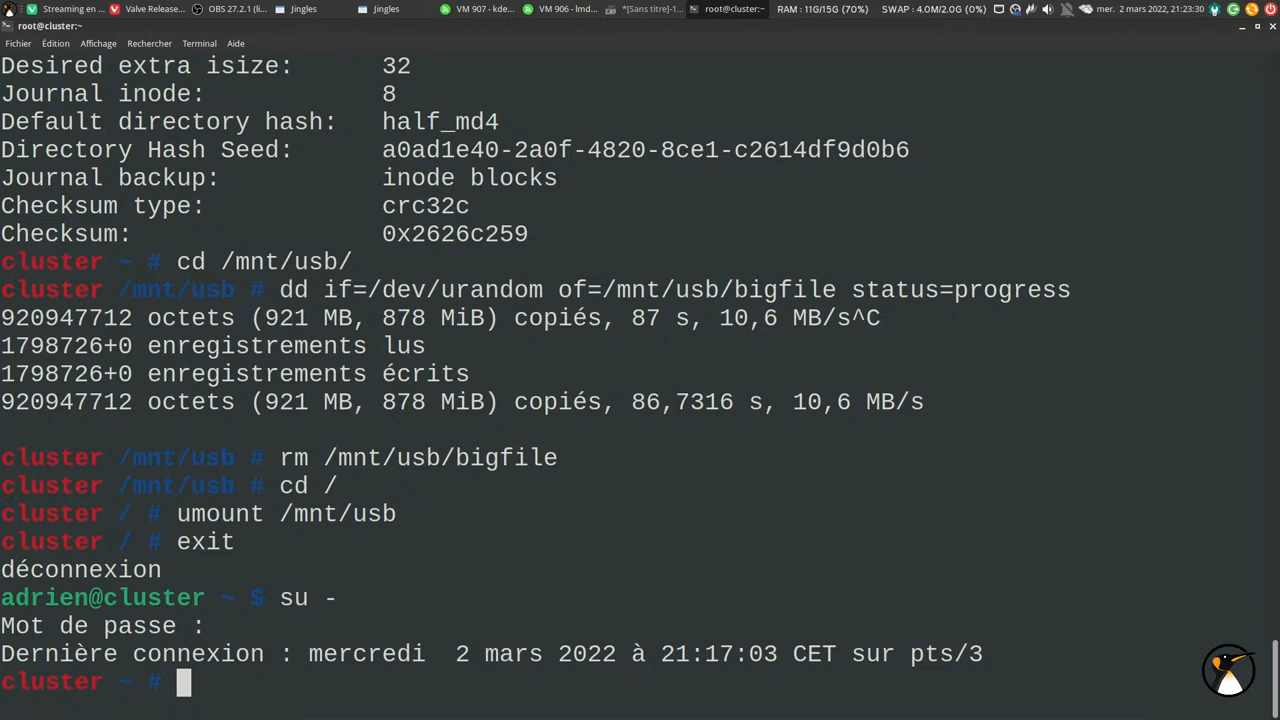 Streaming en ... Valve Release... OBS 27.2.1 (li... Jingles Jingles VM 907 - kde... VM 906 - lmd... *[Sans titre]-1... root@cluster:~ RAM : 11G/15G (70%) SWAP : 4.0M/2.0G (0%) mer. 2 mars 2022, 21:23:30
root@cluster:~
Fichier Édition Affichage Rechercher Terminal Aide
Desired extra isize: 32
Journal inode: 8
Default directory hash: half_md4
Directory Hash Seed: a0ad1e40-2a0f-4820-8ce1-c2614df9d0b6
Journal backup: inode blocks
Checksum type: crc32c
Checksum: 0x2626c259
cluster ~ # cd /mnt/usb/
cluster /mnt/usb # dd if=/dev/urandom of=/mnt/usb/bigfile status=progress
920947712 octets (921 MB, 878 MiB) copiés, 87 s, 10,6 MB/s^C
1798726+0 enregistrements lus
1798726+0 enregistrements écrits
920947712 octets (921 MB, 878 MiB) copiés, 86,7316 s, 10,6 MB/s
cluster /mnt/usb # rm /mnt/usb/bigfile
cluster /mnt/usb # cd /
cluster / # umount /mnt/usb
cluster / # exit
déconnexion
adrien@cluster ~ $ su -
Mot de passe :
Dernière connexion : mercredi  2 mars 2022 à 21:17:03 CET sur pts/3
cluster ~ #